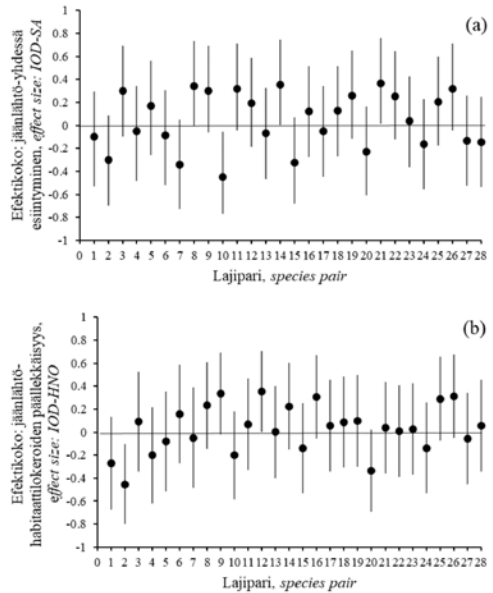 (a)
Efektikoko: jäänlähtö-yhdessä
esiintyminen, effect size: IOD-SA
1
0.8
0.6
0.4
0.2
0
-0.2
-0.4
-0.6
-0.8
-1
0 1 2 3 4 5 6 7 8 9 10 11 12 13 14 15 16 17 18 19 20 21 22 23 24 25 26 27 28
Lajipari, species pair
(b)
Efektikoko: jäänlähtö-
habitaattilokeroiden päällekkäisyys,
effect size: IOD-HNO
1
0.8
0.6
0.4
0.2
0
-0.2
-0.4
-0.6
-0.8
-1
0 1 2 3 4 5 6 7 8 9 10 11 12 13 14 15 16 17 18 19 20 21 22 23 24 25 26 27 28
Lajipari, species pair